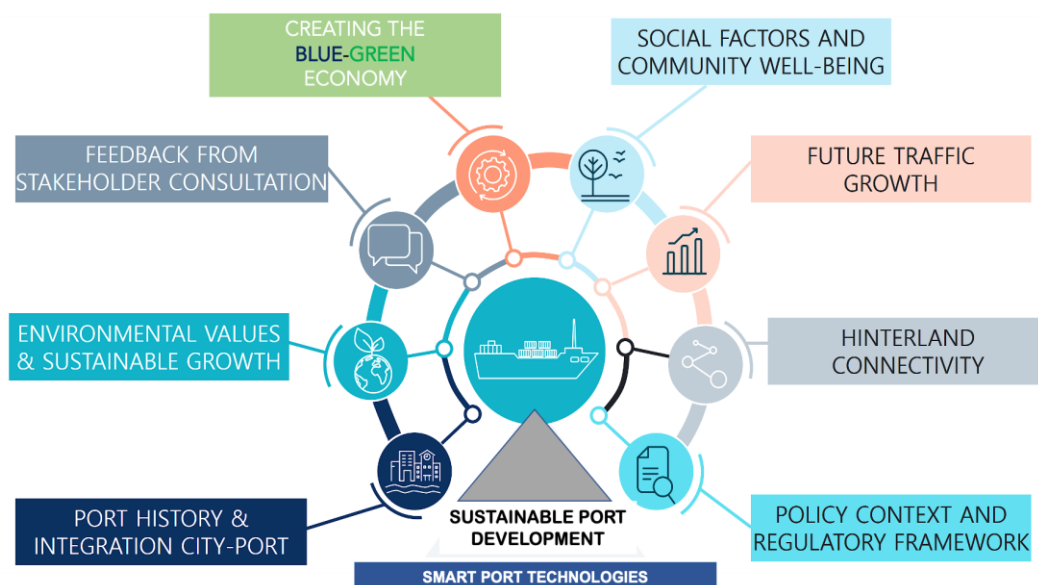 CREATING THE
BLUE-GREEN
ECONOMY
SOCIAL FACTORS AND
COMMUNITY WELL-BEING
FEEDBACK FROM
STAKEHOLDER CONSULTATION
FUTURE TRAFFIC
GROWTH
ENVIRONMENTAL VALUES
& SUSTAINABLE GROWTH
HINTERLAND
CONNECTIVITY
PORT HISTORY &
INTEGRATION CITY-PORT
POLICY CONTEXT AND
REGULATORY FRAMEWORK
SUSTAINABLE PORT
DEVELOPMENT
SMART PORT TECHNOLOGIES